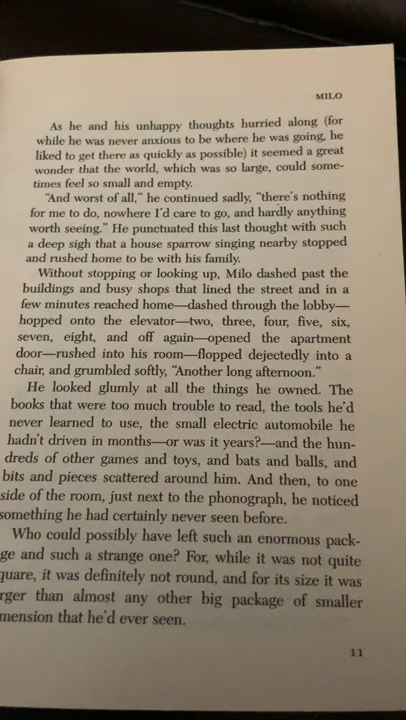 MILO
As he and his unhappy thoughts hurried along (for
while he was never anxious to be where he was going, he
liked to get there as quickly as possible) it seemed a great
wonder that the world, which was so large, could some-
times feel so small and empty.
"And worst of all," he continued sadly, "there's nothing
for me to do, nowhere I'd care to go, and hardly anything
worth seeing." He punctuated this last thought with such
a deep sigh that a house sparrow singing nearby stopped
and rushed home to be with his family.
Without stopping or looking up, Milo dashed past the
buildings and busy shops that lined the street and in a
few minutes reached home—dashed through the lobby—
hopped onto the elevator—two, three, four, five, six,
seven, eight, and off again—opened the apartment
door—rushed into his room—flopped dejectedly into a
chair, and grumbled softly, "Another long afternoon."
He looked glumly at all the things he owned. The
books that were too much trouble to read, the tools he'd
never learned to use, the small electric automobile he
hadn't driven in months—or was it years?—and the hun-
dreds of other games and toys, and bats and balls, and
bits and pieces scattered around him. And then, to one
side of the room, just next to the phonograph, he noticed
something he had certainly never seen before.
Who could possibly have left such an enormous pack-
ge and such a strange one? For, while it was not quite
quare, it was definitely not round, and for its size it was
rger than almost any other big package of smaller
mension that he'd ever seen.
11